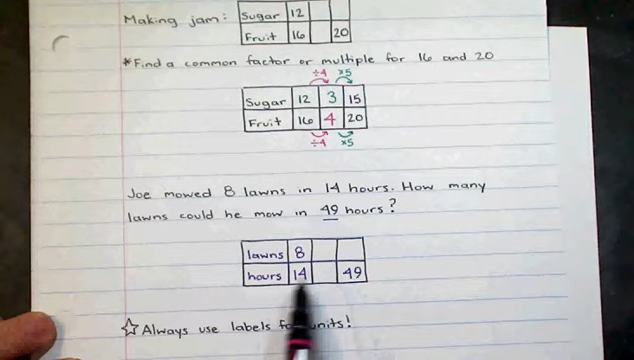 Making jam: Sugar 12
Fruit 16 20
*Find a common factor or multiple for 16 and 20
÷4 ×5
Sugar 12 3 15
Fruit 16 4 20
÷4 ×5
Joe mowed 8 lawns in 14 hours. How many
lawns could he mow in 49 hours?
lawns 8
hours 14 49
☆Always use labels for units!